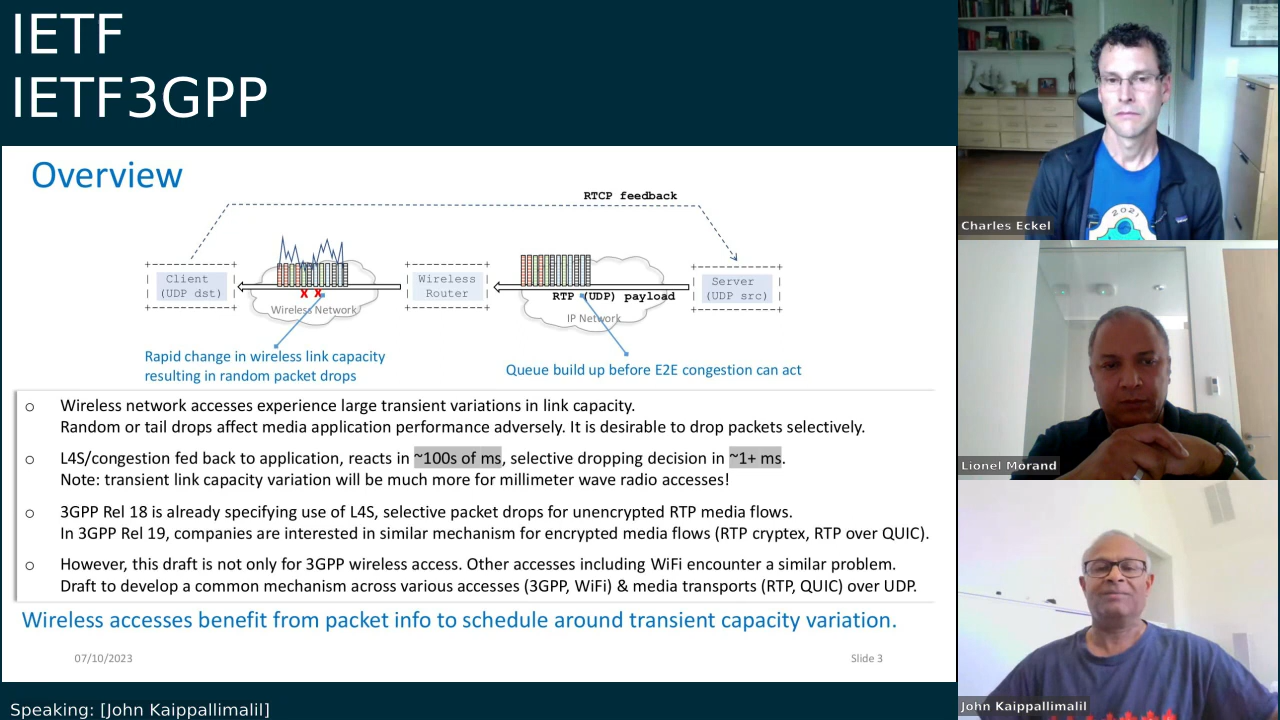 IETF
IETF3GPP
Overview
RTCP feedback
Client
(UDP dst)
Wireless
Router
Server
(UDP src)
X X
Wireless Network
RTP (UDP) payload
IP Network
Rapid change in wireless link capacity
resulting in random packet drops
Queue build up before E2E congestion can act
o Wireless network accesses experience large transient variations in link capacity.
Random or tail drops affect media application performance adversely. It is desirable to drop packets selectively.
o L4S/congestion fed back to application, reacts in ~100s of ms, selective dropping decision in ~1+ ms.
Note: transient link capacity variation will be much more for millimeter wave radio accesses!
o 3GPP Rel 18 is already specifying use of L4S, selective packet drops for unencrypted RTP media flows.
In 3GPP Rel 19, companies are interested in similar mechanism for encrypted media flows (RTP cryptex, RTP over QUIC).
o However, this draft is not only for 3GPP wireless access. Other accesses including WiFi encounter a similar problem.
Draft to develop a common mechanism across various accesses (3GPP, WiFi) & media transports (RTP, QUIC) over UDP.
Wireless accesses benefit from packet info to schedule around transient capacity variation.
07/10/2023
Slide 3
Speaking: [John Kaippallimalil]
2021
Charles Eckel
Lionel Morand
John Kaippallimalil